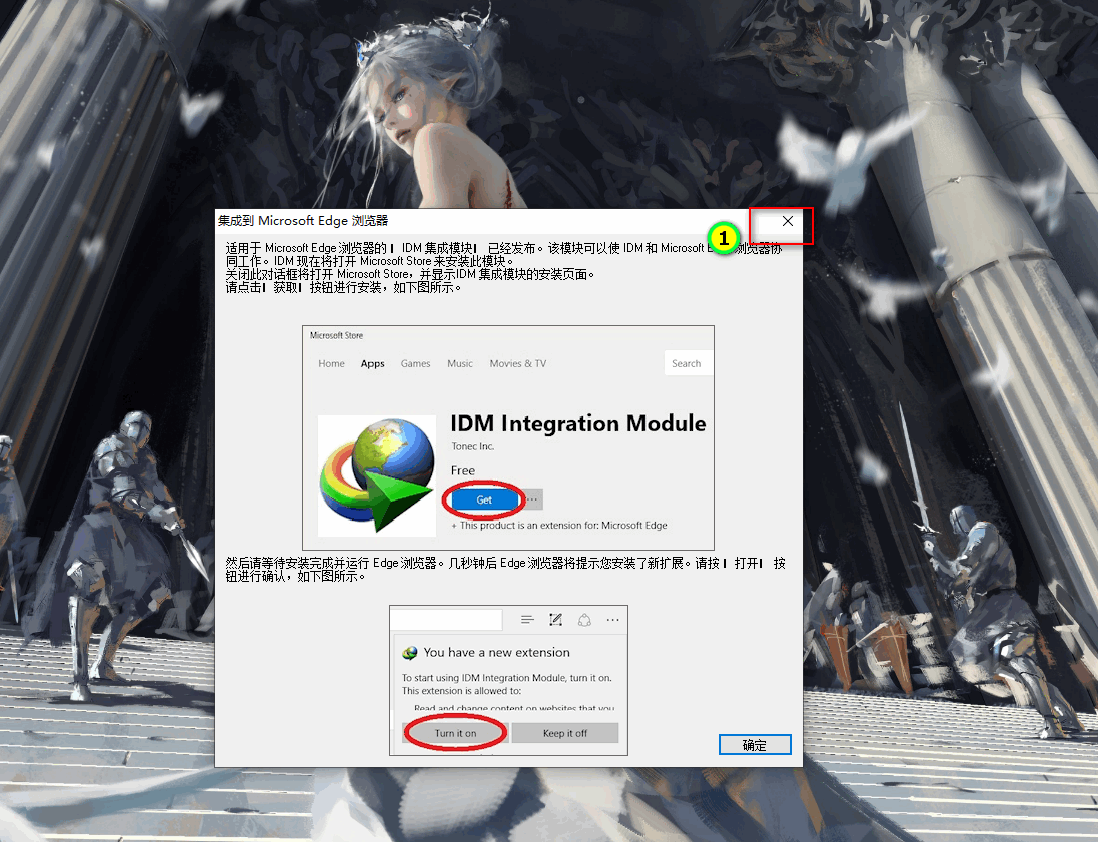 集成到 Microsoft Edge 浏览器
1
适用于 Microsoft Edge 浏览器的 IDM 集成模块 已经发布。该模块可以使 IDM 和 Microsoft 浏览器协
同工作。IDM 现在将打开 Microsoft Store 来安装此模块。
关闭此对话框将打开 Microsoft Store，并显示IDM 集成模块的安装页面。
请点击 获取 按钮进行安装，如下图所示。
Microsoft Store
Home Apps Games Music Movies & TV Search
IDM Integration Module
Tonec Inc.
Free
Get ...
+ This product is an extension for: Microsoft Edge
然后请等待安装完成并运行 Edge 浏览器。几秒钟后 Edge 浏览器将提示您安装了新扩展。请按 打开 按
钮进行确认，如下图所示。
You have a new extension
To start using IDM Integration Module, turn it on.
This extension is allowed to:
Read and change content on websites that you
Turn it on Keep it off
确定